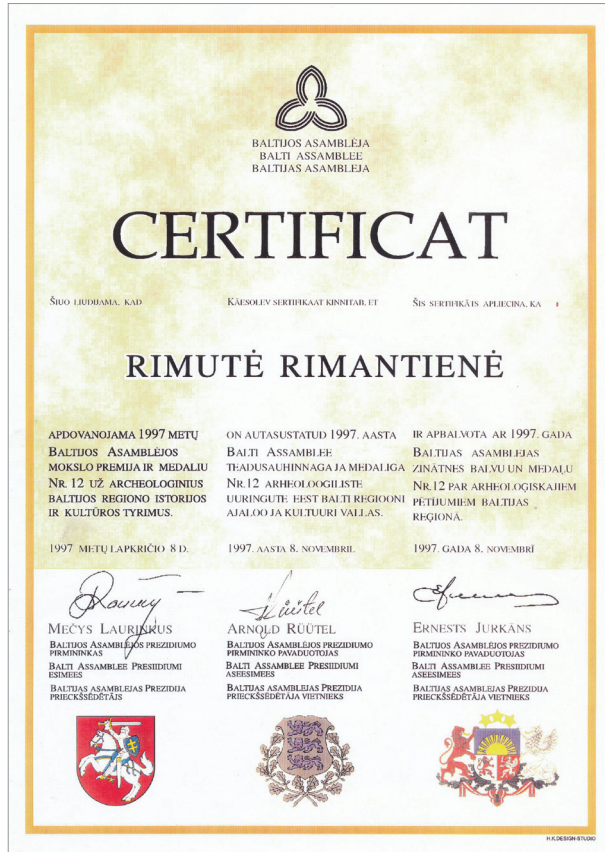 BALTIJOS ASAMBLĖJA
BALTI ASSAMBLEE
BALTIJAS ASAMBLEJA
CERTIFICAT
ŠIUO LIUDIJAMA, KAD
KÄESOLEV SERTIFIKAAT KINNITAB, ET
ŠIS SERTIFIKĀTS APLIECINA, KA
RIMUTĖ RIMANTIENĖ
APDOVANOJAMA 1997 METŲ
BALTIJOS ASAMBLĖJOS
MOKSLO PREMIJA IR MEDALIU
NR. 12 UŽ ARCHEOLOGINIUS
BALTIJOS REGIONO ISTORIJOS
IR KULTŪROS TYRIMUS.
1997 METŲ LAPKRIČIO 8 D.
ON AUTASUSTATUD 1997. AASTA
BALTI ASSAMBLEE
TEADUSAUHINNAGA JA MEDALIGA
NR.12 ARHEOLOOGILISTE
UURINGUTE EEST BALTI REGIOONI
AJALOO JA KULTUURI VALLAS.
1997. AASTA 8. NOVEMBRIL
IR APBALVOTA AR 1997. GADA
BALTIJAS ASAMBLEJAS
ZINĀTNES BALVU UN MEDAĻU
NR.12 PAR ARHEOLOĢISKAJIEM
PĒTĪJUMIEM BALTIJAS
REĢIONĀ.
1997. GADA 8. NOVEMBRĪ
MEČYS LAURINKUS
BALTIJOS ASAMBLĖJOS PREZIDIUMO
PIRMININKAS
BALTI ASSAMBLEE PRESIIDIUMI
ESIMEES
BALTIJAS ASAMBLEJAS PREZIDIJA
PRIECKŠSĒDĒTĀJS
ARNOLD RÜÜTEL
BALTIJOS ASAMBLĖJOS PREZIDIUMO
PIRMININKO PAVADUOTOJAS
BALTI ASSAMBLEE PRESIIDIUMI
ASEESIMEES
BALTIJAS ASAMBLEJAS PREZIDIJA
PRIECKŠSĒDĒTĀJA VIETNIEKS
ERNESTS JURKĀNS
BALTIJOS ASAMBLĖJOS PREZIDIUMO
PIRMININKO PAVADUOTOJAS
BALTI ASSAMBLEE PRESIIDIUMI
ASEESIMEES
BALTIJAS ASAMBLEJAS PREZIDIJA
PRIECKŠSĒDĒTĀJA VIETNIEKS
H.K.DESIGN-STUDIO